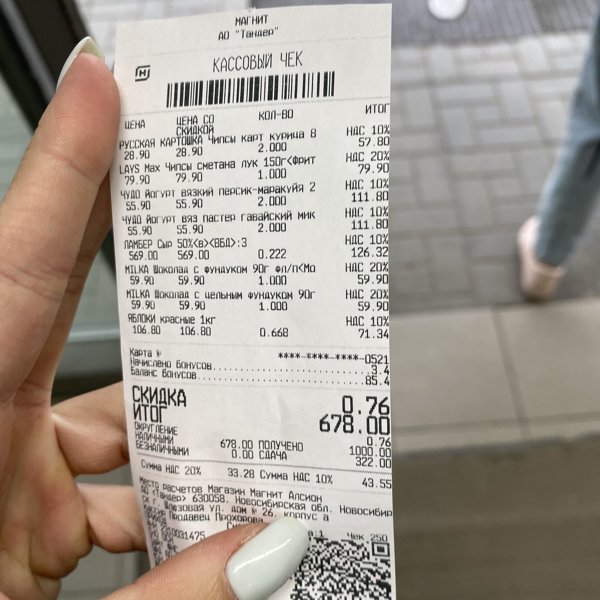 МАГНИТ
АО "Тандер"
КАССОВЫЙ ЧЕК
ЦЕНА ЦЕНА СО СКИДКОЙ КОЛ-ВО ИТОГ
РУССКАЯ КАРТОШКА Чипсы карт курица 8 НДС 10%
28.90 28.90 2.000 57.80
LAYS Max Чипсы сметана лук 150г<Фрит НДС 20%
79.90 79.90 1.000 79.90
ЧУДО Йогурт вязкий персик-маракуйя 2 НДС 10%
55.90 55.90 2.000 111.80
ЧУДО Йогурт вяз пастер гавайский мик НДС 10%
55.90 55.90 2.000 111.80
ЛАМБЕР Сыр 50%<в><ВБД>:3 НДС 10%
569.00 569.00 0.222 126.32
MILKA Шоколад с фундуком 90г фл/п<Мо НДС 20%
59.90 59.90 1.000 59.90
MILKA Шоколад с цельным фундуком 90г НДС 20%
59.90 59.90 1.000 59.90
ЯБЛОКИ красные 1кг НДС 10%
106.80 106.80 0.668 71.34
Карта № ****-****-****-0521
Начислено Бонусов 3.4
Баланс Бонусов 85.4
СКИДКА 0.76
ИТОГ 678.00
ОКРУГЛЕНИЕ 0.76
НАЛИЧНЫМИ 678.00 ПОЛУЧЕНО 1000.00
БЕЗНАЛИЧНЫМИ 0.00 СДАЧА 322.00
Сумма НДС 20% 33.28 Сумма НДС 10% 43.55
Место расчетов Магазин Магнит Алсион
АО <Тандер> 630058, Новосибирская обл, Новосибир
Шлюзовая ул, дом № 26, корпус а
Продавец Прохорова
Чек 250